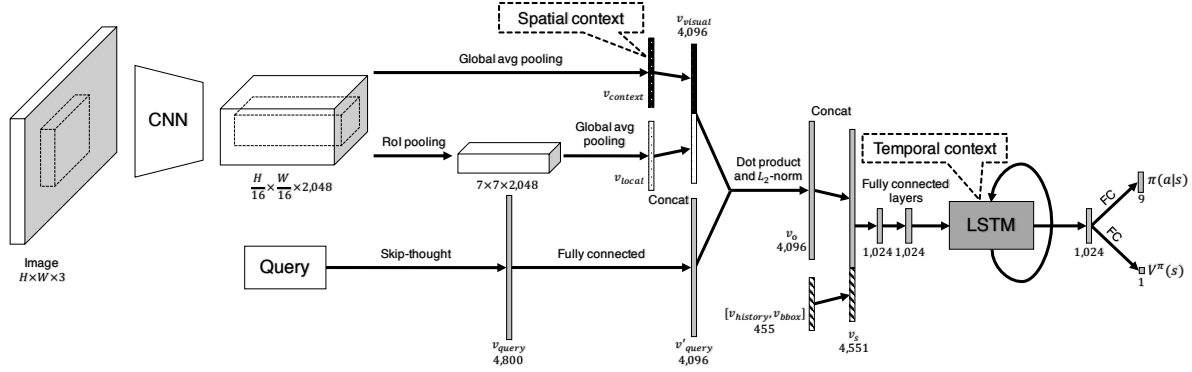 Spatial context
v_visual
4,096
Global avg pooling
v_context
CNN
RoI pooling
Global avg
pooling
v_local
H/16 × W/16 × 2,048
7×7×2,048
Concat
Image
H×W×3
Query
Skip-thought
Fully connected
v_query
4,800
v'_query
4,096
Dot product
and L₂-norm
Concat
v_o
4,096
[v_history, v_bbox]
455
v_s
4,551
Fully connected
layers
1,024
1,024
Temporal context
LSTM
1,024
FC
FC
π(a|s)
9
V^π(s)
1